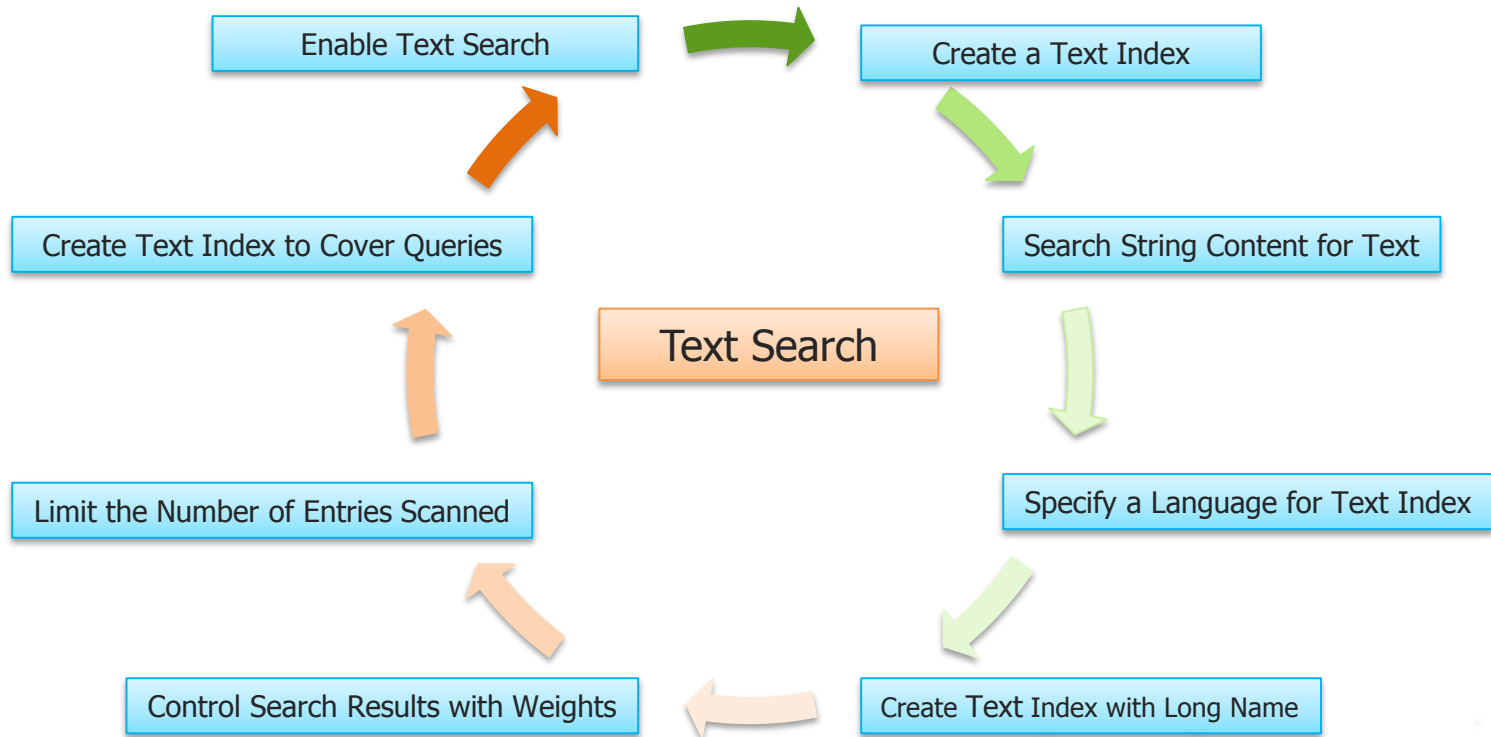 Enable Text Search
Create a Text Index
Search String Content for Text
Specify a Language for Text Index
Create Text Index with Long Name
Control Search Results with Weights
Limit the Number of Entries Scanned
Create Text Index to Cover Queries
Text Search